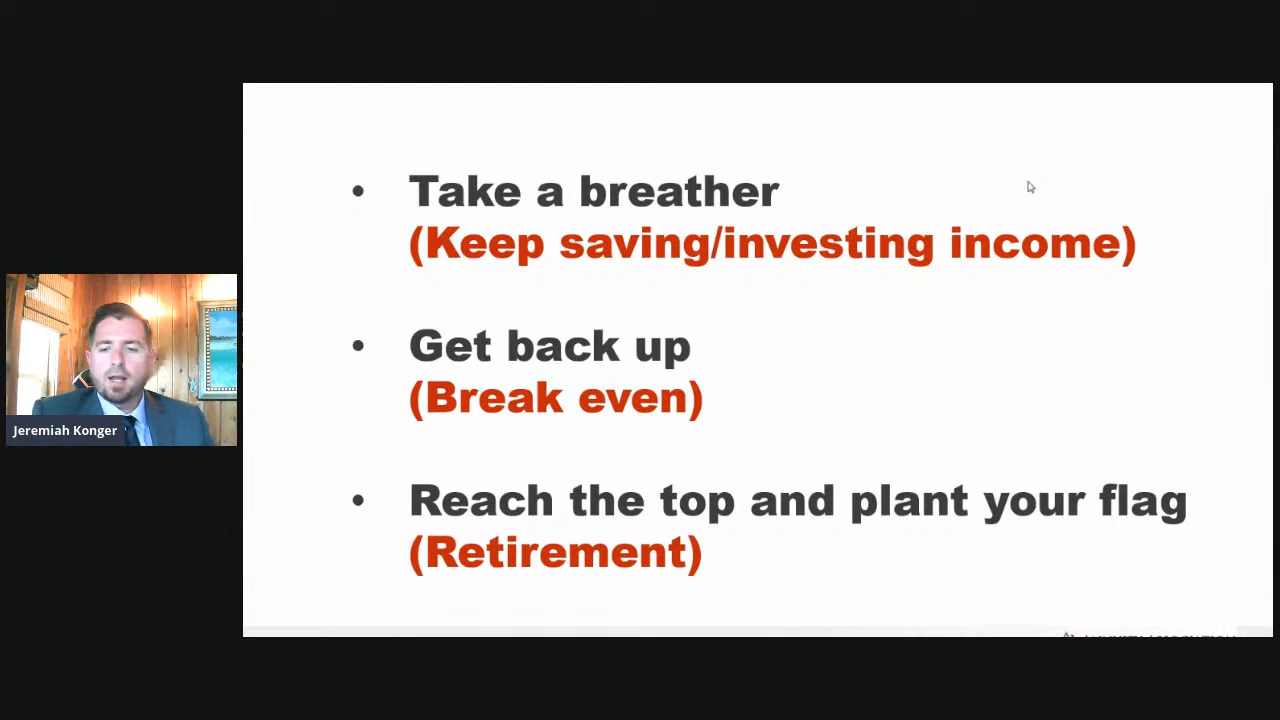 • Take a breather
(Keep saving/investing income)
• Get back up
(Break even)
• Reach the top and plant your flag
(Retirement)
Jeremiah Konger